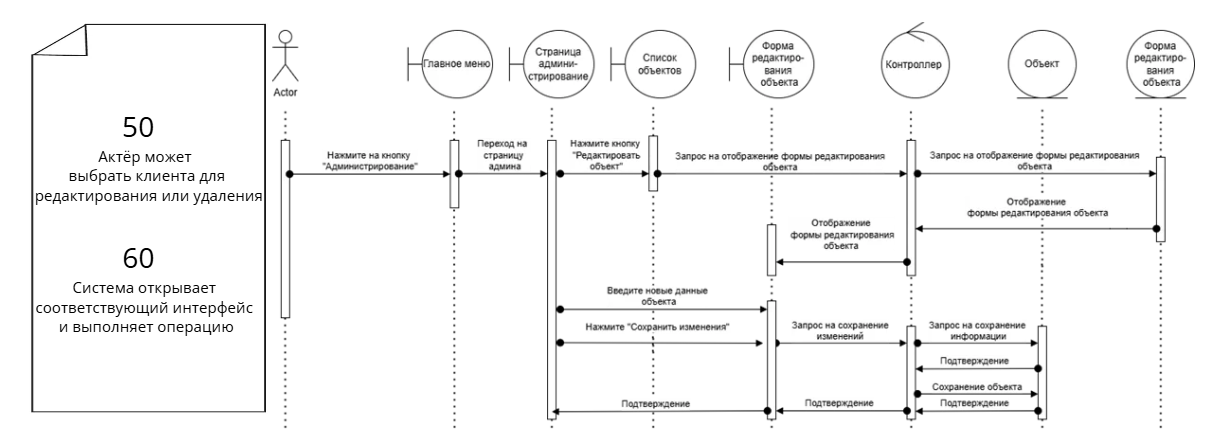 50
Актёр может
выбрать клиента для
редактирования или удаления
60
Система открывает
соответствующий интерфейс
и выполняет операцию
Actor
Главное меню
Страница
админи-
стрирование
Список
объектов
Форма
редактиро-
вания
объекта
Контроллер
Объект
Форма
редактиро-
вания
объекта
Нажмите на кнопку
"Администрирование"
Переход на
страницу
админа
Нажмите кнопку
"Редактировать
объект"
Запрос на отображение формы редактирования
объекта
Запрос на отображение формы редактирования
объекта
Отображение
формы редактирования объекта
Отображение
формы редактирования
объекта
Введите новые данные
объекта
Нажмите "Сохранить изменения"
Запрос на сохранение
изменений
Запрос на сохранение
информации
Подтверждение
Сохранение объекта
Подтверждение
Подтверждение
Подтверждение